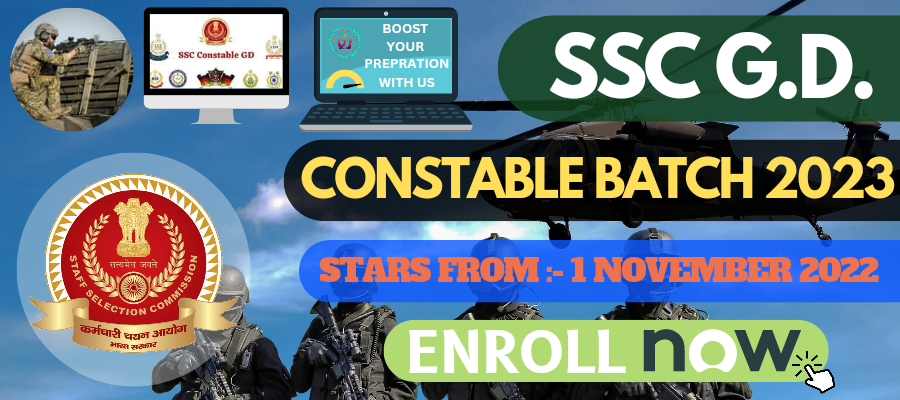 SSC Constable GD
BOOST
YOUR
PREPRATION
WITH US
SSC G.D.
CONSTABLE BATCH 2023
STARS FROM :- 1 NOVEMBER 2022
ENROLL now
सत्यमेव जयते
STAFF SELECTION COMMISSION
कर्मचारी चयन आयोग
भारत सरकार